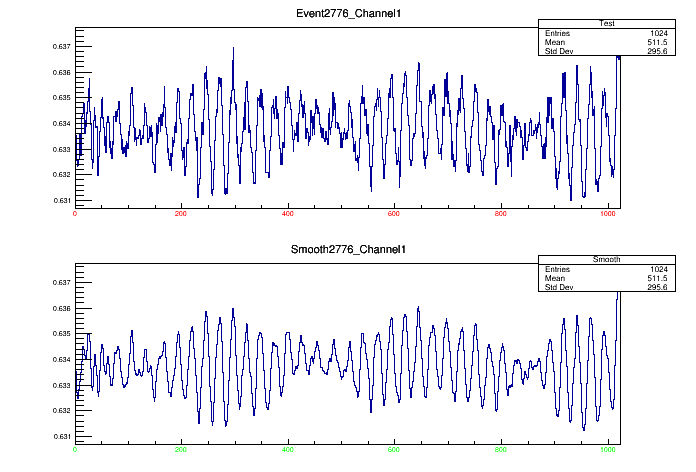 Event2776_Channel1
Test
Entries 1024
Mean 511.5
Std Dev 295.6
0.637
0.636
0.635
0.634
0.633
0.632
0.631
0 200 400 600 800 1000
Smooth2776_Channel1
Smooth
Entries 1024
Mean 511.5
Std Dev 295.6
0.637
0.636
0.635
0.634
0.633
0.632
0.631
0 200 400 600 800 1000